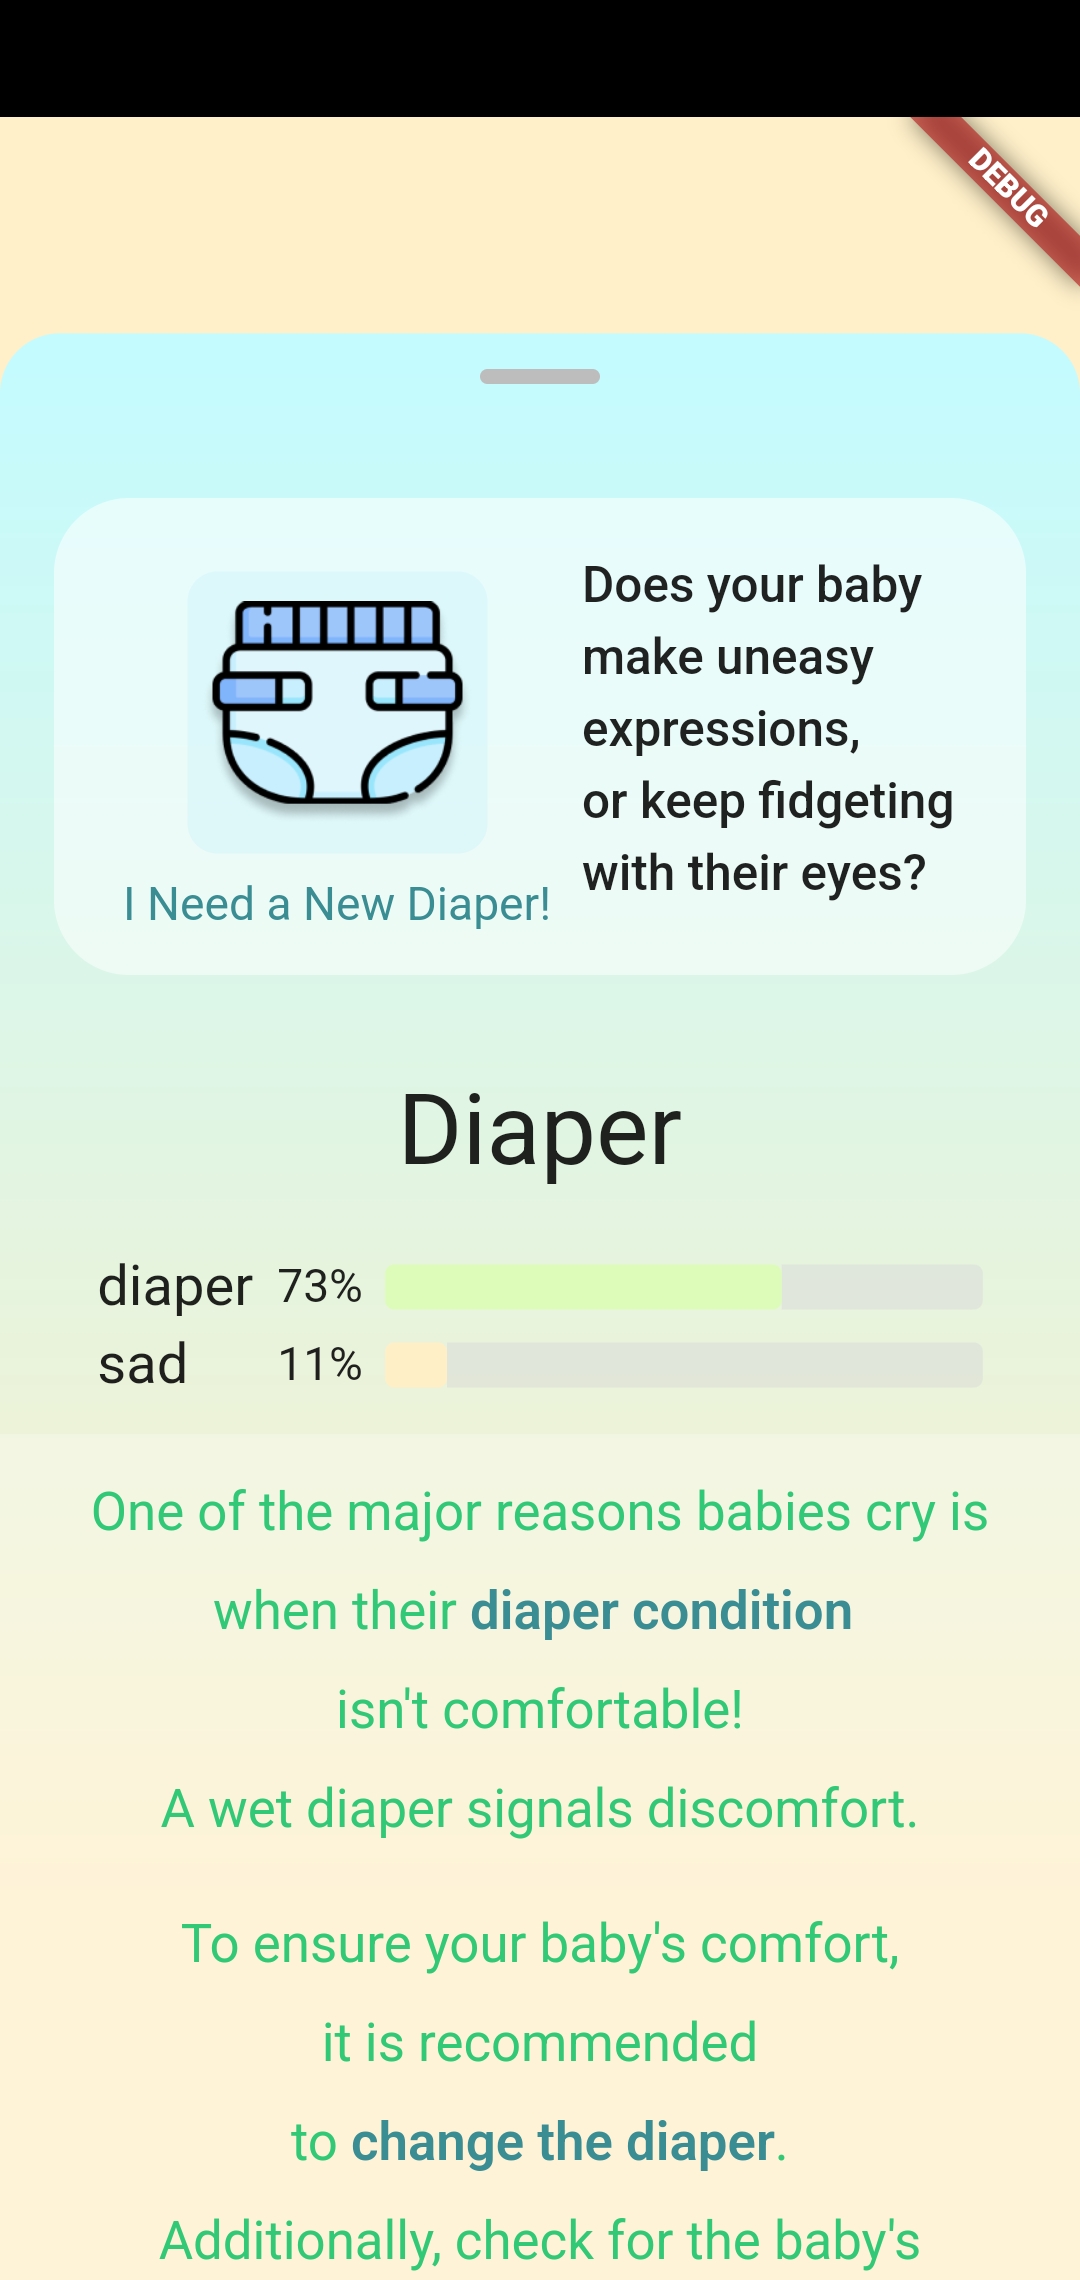 DEBUG
I Need a New Diaper!
Does your baby
make uneasy
expressions,
or keep fidgeting
with their eyes?
Diaper
diaper 73%
sad 11%
One of the major reasons babies cry is
when their diaper condition
isn't comfortable!
A wet diaper signals discomfort.
To ensure your baby's comfort,
it is recommended
to change the diaper.
Additionally, check for the baby's